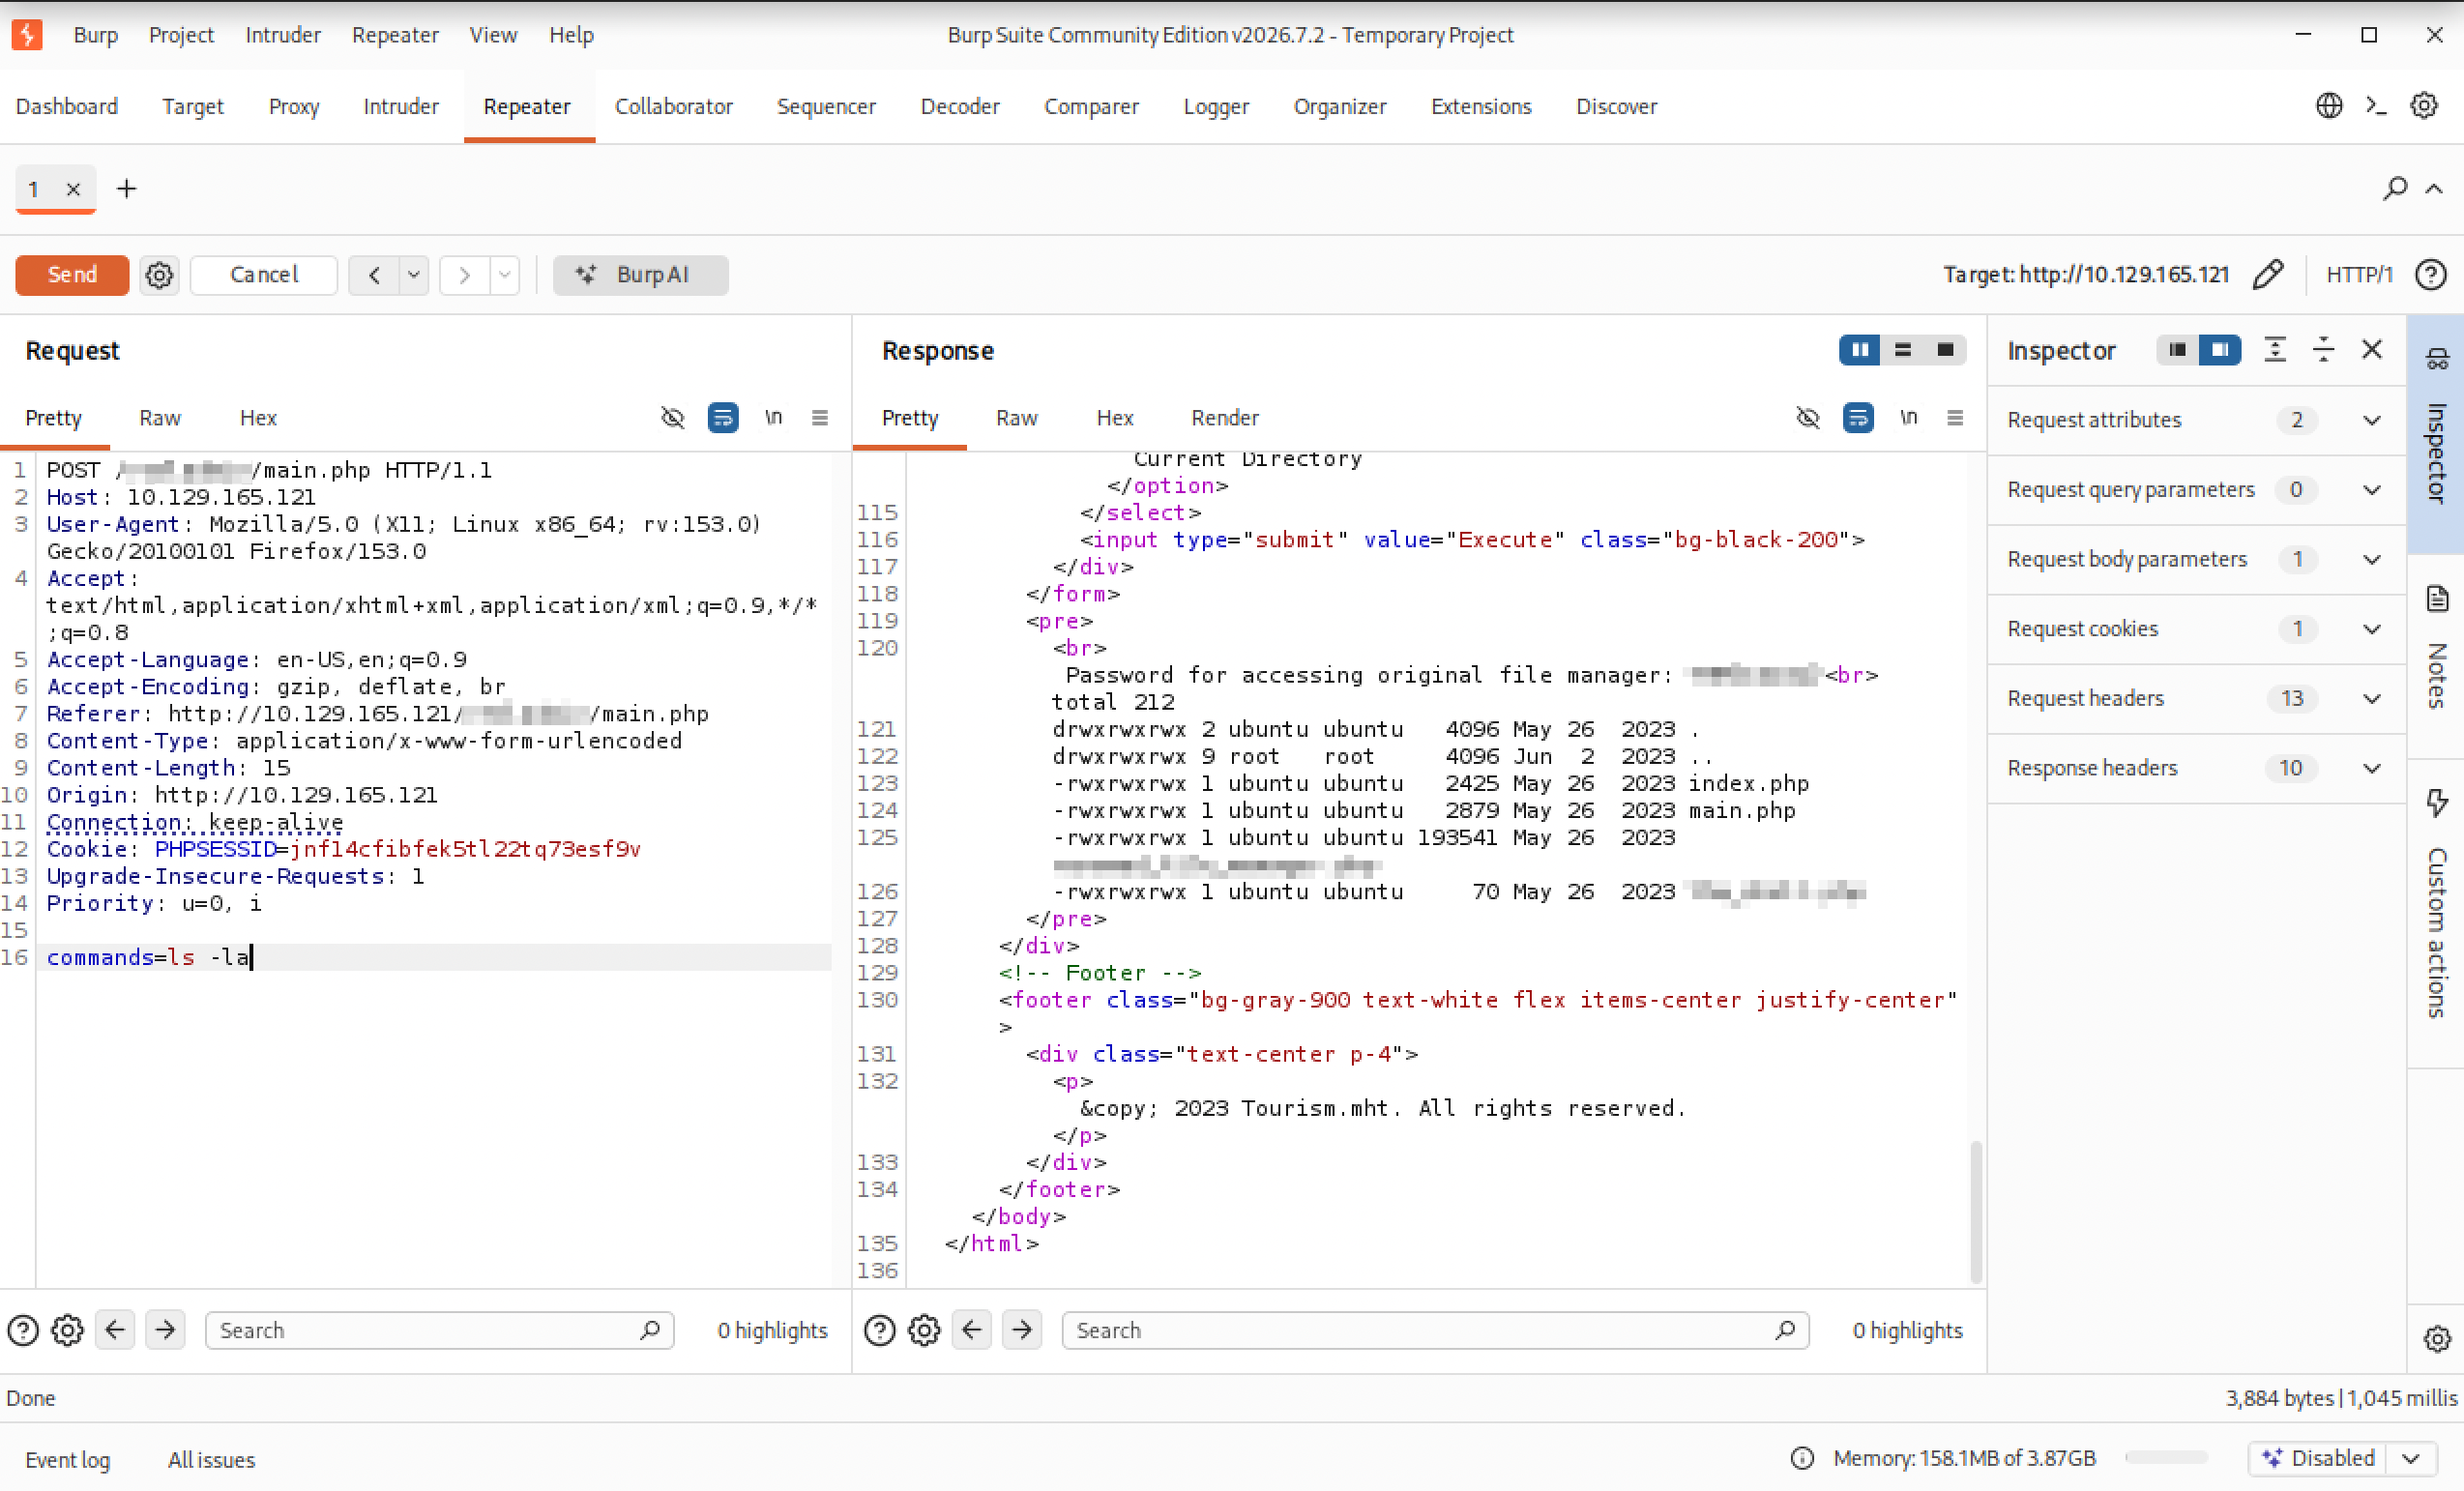 Burp Project Intruder Repeater View Help
Burp Suite Community Edition v2026.7.2 - Temporary Project
Dashboard Target Proxy Intruder Repeater Collaborator Sequencer Decoder Comparer Logger Organizer Extensions Discover
1
Send Cancel Burp AI
Target: http://10.129.165.121 HTTP/1
Request
Pretty Raw Hex \n
1 POST / /main.php HTTP/1.1
2 Host: 10.129.165.121
3 User-Agent: Mozilla/5.0 (X11; Linux x86_64; rv:153.0)
Gecko/20100101 Firefox/153.0
4 Accept:
text/html,application/xhtml+xml,application/xml;q=0.9,*/*
;q=0.8
5 Accept-Language: en-US,en;q=0.9
6 Accept-Encoding: gzip, deflate, br
7 Referer: http://10.129.165.121/ /main.php
8 Content-Type: application/x-www-form-urlencoded
9 Content-Length: 15
10 Origin: http://10.129.165.121
11 Connection: keep-alive
12 Cookie: PHPSESSID=jnfl4cfibfek5tl22tq73esf9v
13 Upgrade-Insecure-Requests: 1
14 Priority: u=0, i
15
16 commands=ls -la
Search
0 highlights
Response
Pretty Raw Hex Render \n
Current Directory
</option>
115 </select>
116 <input type="submit" value="Execute" class="bg-black-200">
117 </div>
118 </form>
119 <pre>
120 <br>
Password for accessing original file manager: <br>
total 212
121 drwxrwxrwx 2 ubuntu ubuntu 4096 May 26 2023 .
122 drwxrwxrwx 9 root root 4096 Jun 2 2023 ..
123 -rwxrwxrwx 1 ubuntu ubuntu 2425 May 26 2023 index.php
124 -rwxrwxrwx 1 ubuntu ubuntu 2879 May 26 2023 main.php
125 -rwxrwxrwx 1 ubuntu ubuntu 193541 May 26 2023
126 -rwxrwxrwx 1 ubuntu ubuntu 70 May 26 2023
127 </pre>
128 </div>
129 <!-- Footer -->
130 <footer class="bg-gray-900 text-white flex items-center justify-center"
>
131 <div class="text-center p-4">
132 <p>
&copy; 2023 Tourism.mht. All rights reserved.
</p>
133 </div>
134 </footer>
</body>
135 </html>
136
Search
0 highlights
Inspector
Request attributes 2
Request query parameters 0
Request body parameters 1
Request cookies 1
Request headers 13
Response headers 10
Inspector
Notes
Custom actions
Done
3,884 bytes | 1,045 millis
Event log All issues
Memory: 158.1MB of 3.87GB
Disabled